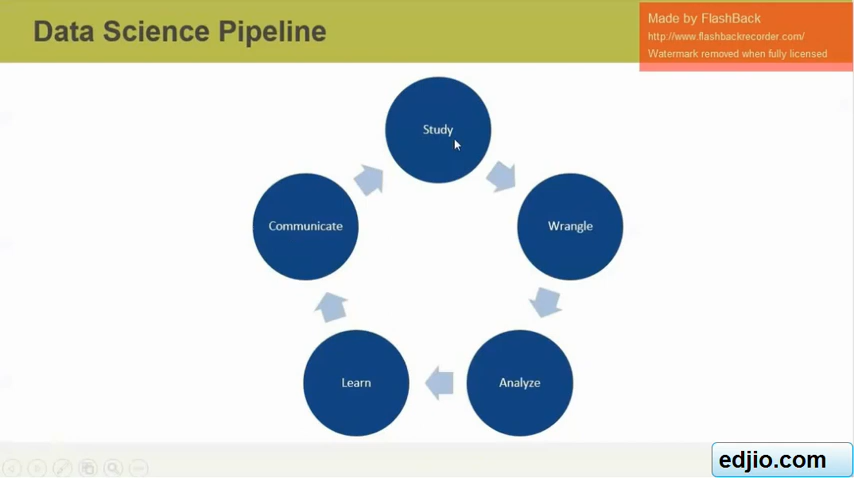 Data Science Pipeline
Made by FlashBack
http://www.flashbackrecorder.com/
Watermark removed when fully licensed
Study
Wrangle
Analyze
Learn
Communicate
edjio.com